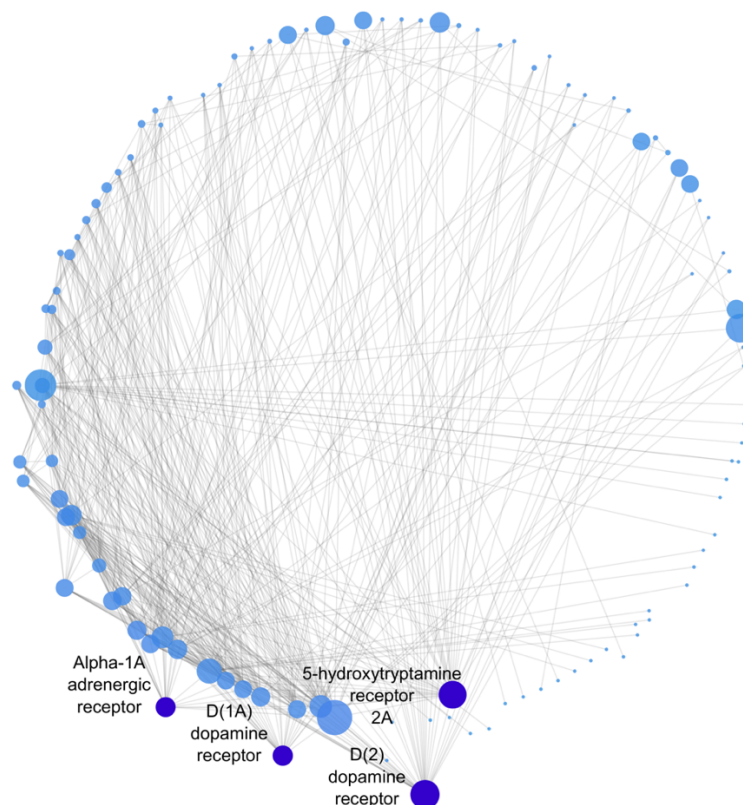 Alpha-1A
adrenergic
receptor
D(1A)
dopamine
receptor
5-hydroxytryptamine
receptor
2A
D(2)
dopamine
receptor